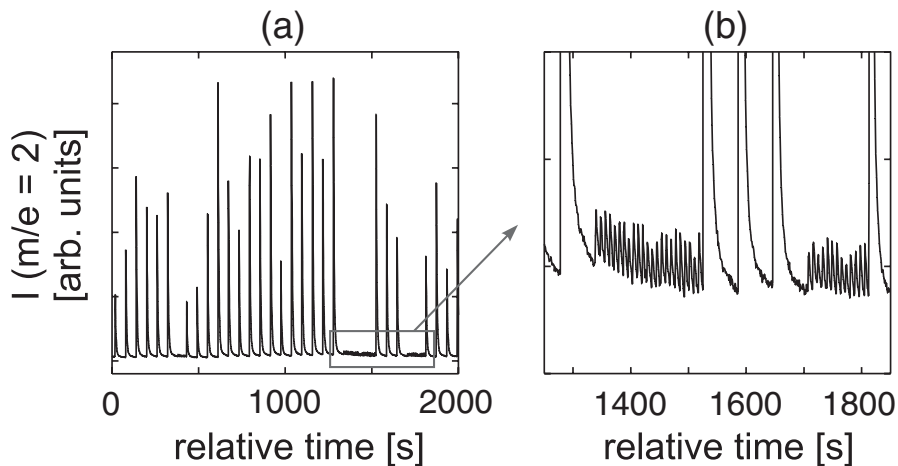 (a) (b)
I (m/e = 2)
[arb. units]
0 1000 2000 1400 1600 1800
relative time [s] relative time [s]